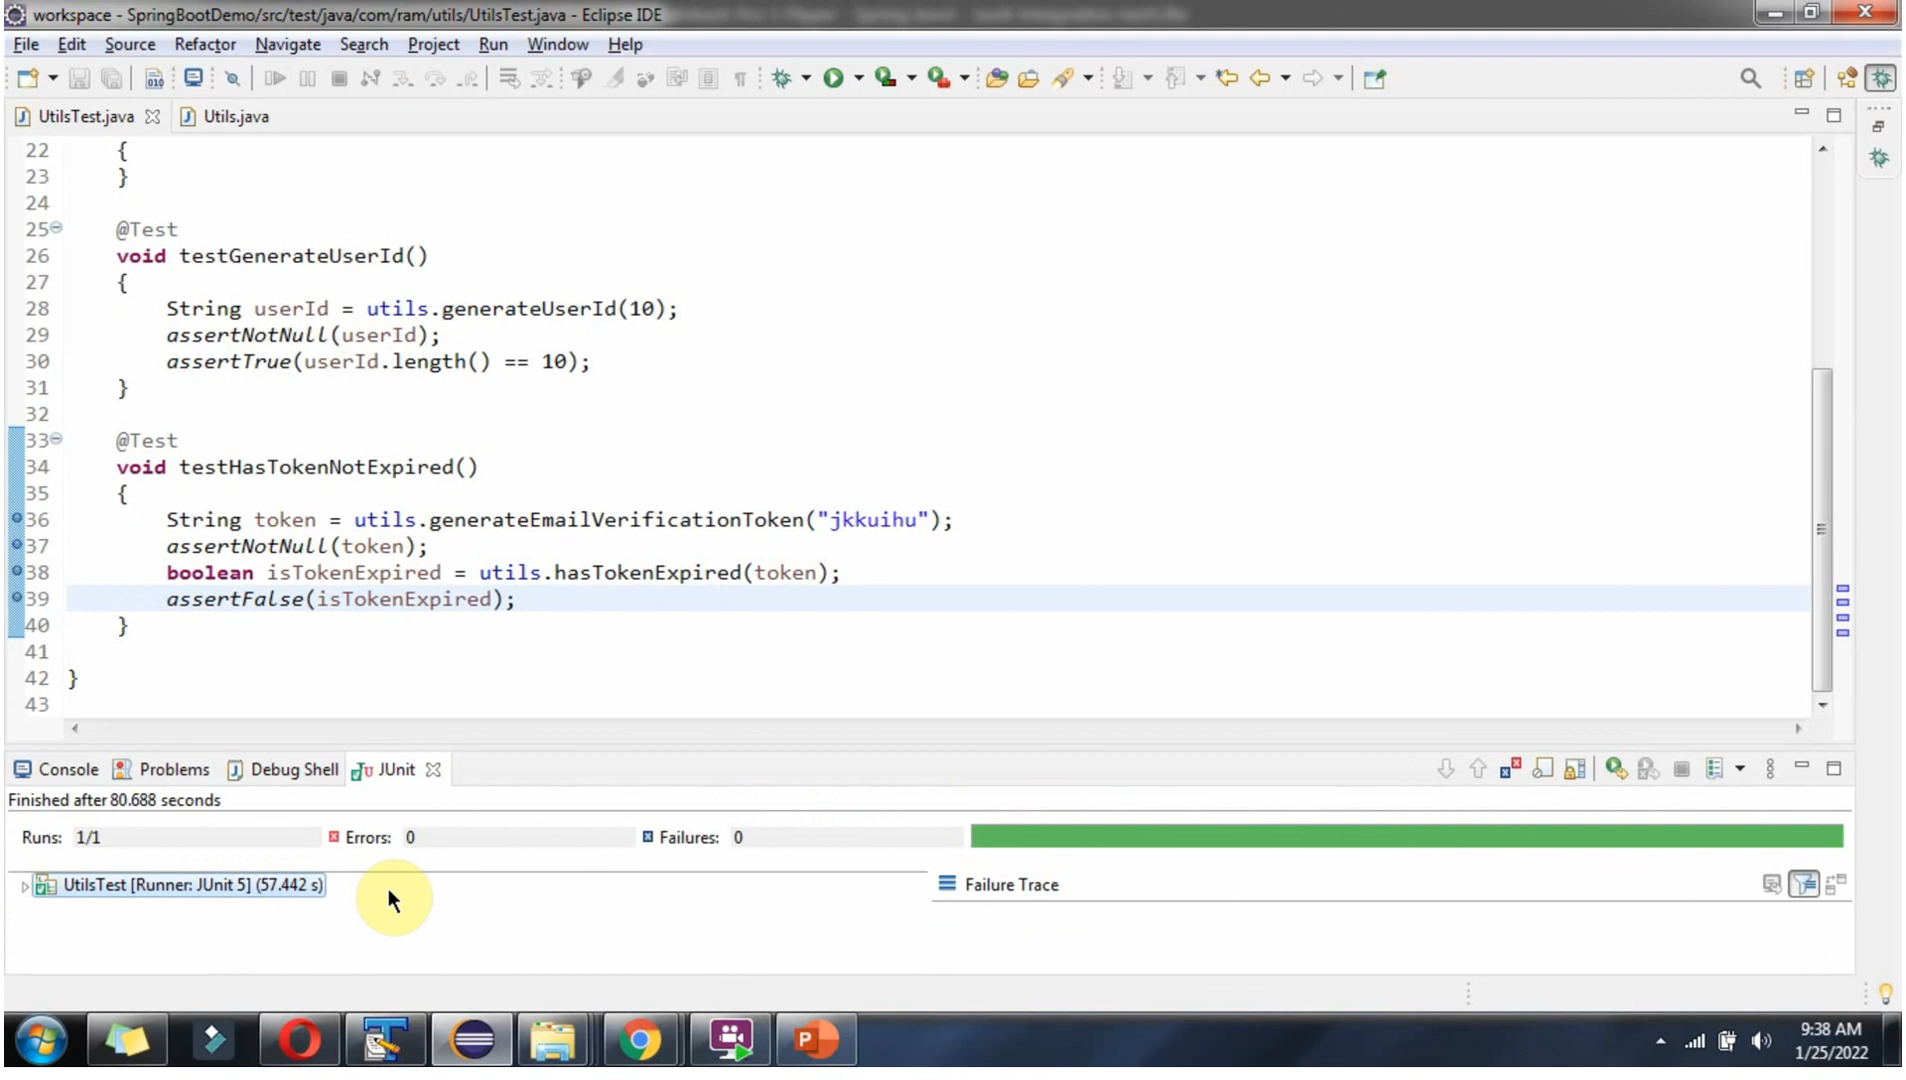 workspace - SpringBootDemo/src/test/java/com/ram/utils/UtilsTest.java - Eclipse IDE
File Edit Source Refactor Navigate Search Project Run Window Help
UtilsTest.java Utils.java
22 {
23 }
24
25 @Test
26 void testGenerateUserId()
27 {
28 String userId = utils.generateUserId(10);
29 assertNotNull(userId);
30 assertTrue(userId.length() == 10);
31 }
32
33 @Test
34 void testHasTokenNotExpired()
35 {
36 String token = utils.generateEmailVerificationToken("jkkuihu");
37 assertNotNull(token);
38 boolean isTokenExpired = utils.hasTokenExpired(token);
39 assertFalse(isTokenExpired);
40 }
41
42 }
43
Console Problems Debug Shell JUnit
Finished after 80.688 seconds
Runs: 1/1 Errors: 0 Failures: 0
UtilsTest [Runner: JUnit 5] (57.442 s) Failure Trace
9:38 AM
1/25/2022